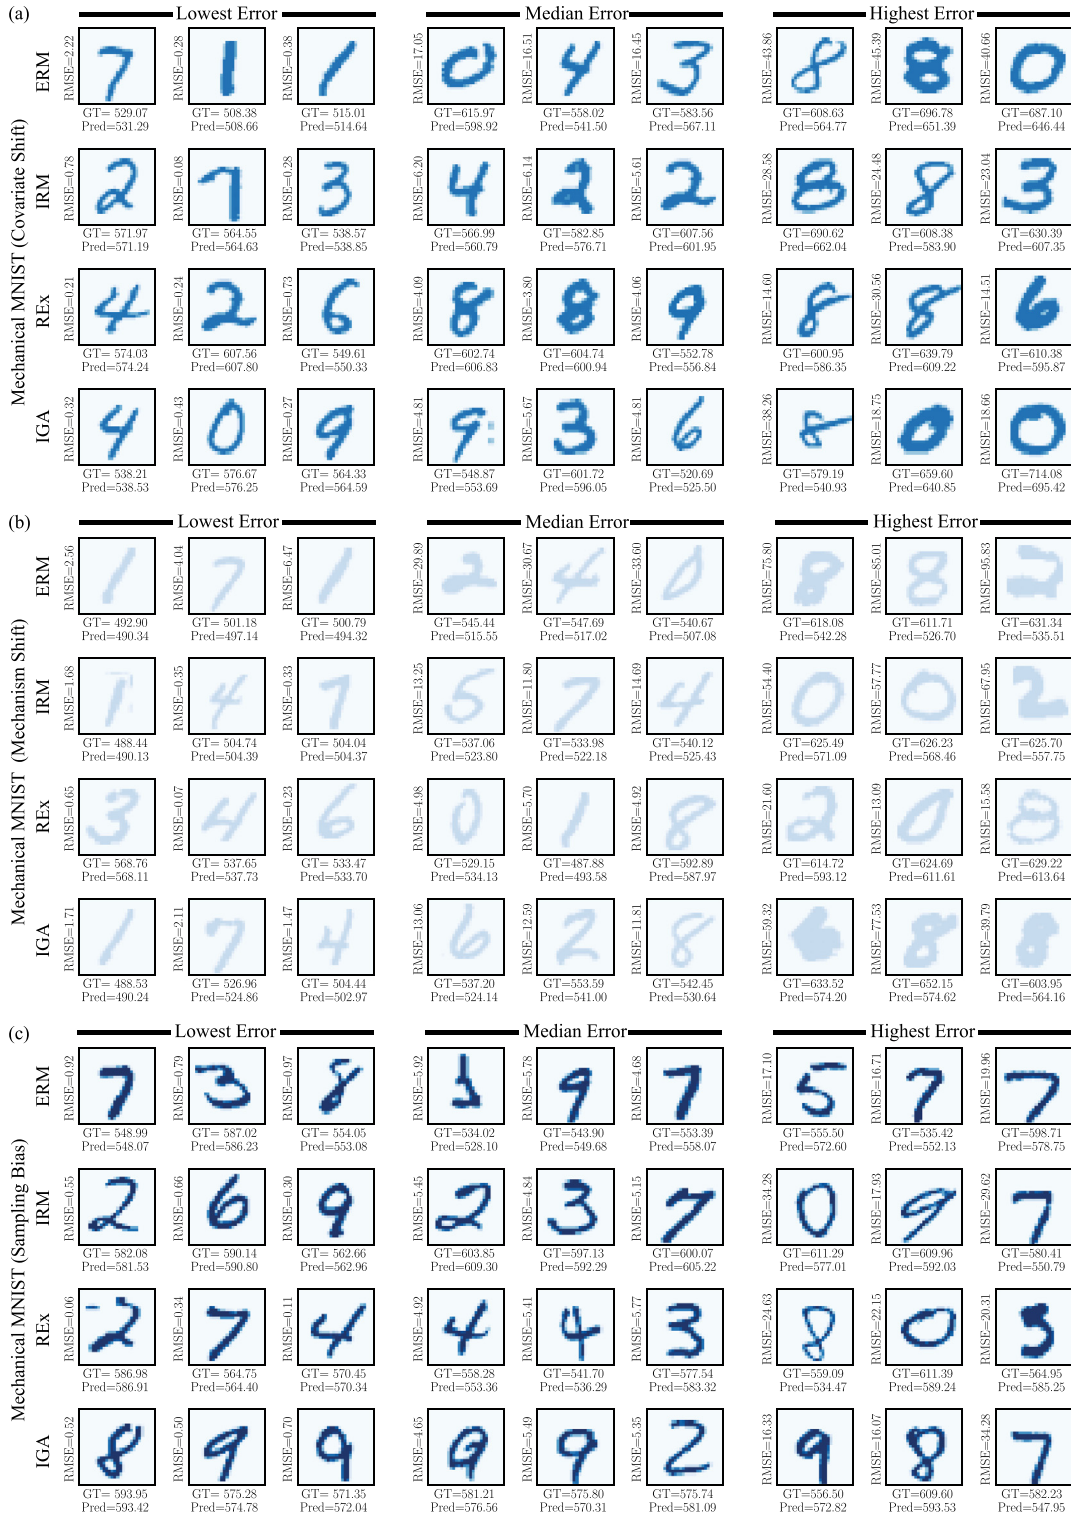 (a) Lowest Error Median Error Highest Error
Mechanical MNIST (Covariate Shift)
ERM
RMSE=2.22 RMSE=0.28 RMSE=0.38 RMSE=17.05 RMSE=16.51 RMSE=16.45 RMSE=43.86 RMSE=45.39 RMSE=40.66
GT= 529.07 GT= 508.38 GT= 515.01 GT=615.97 GT=558.02 GT=583.56 GT=608.63 GT=696.78 GT=687.10
Pred=531.29 Pred=508.66 Pred=514.64 Pred=598.92 Pred=541.50 Pred=567.11 Pred=564.77 Pred=651.39 Pred=646.44
IRM
RMSE=0.78 RMSE=0.08 RMSE=0.28 RMSE=6.20 RMSE=6.14 RMSE=5.61 RMSE=28.58 RMSE=24.48 RMSE=23.04
GT= 571.97 GT= 564.55 GT= 538.57 GT=566.99 GT=582.85 GT=607.56 GT=690.62 GT=608.38 GT=630.39
Pred=571.19 Pred=564.63 Pred=538.85 Pred=560.79 Pred=576.71 Pred=601.95 Pred=662.04 Pred=583.90 Pred=607.35
REx
RMSE=0.21 RMSE=0.24 RMSE=0.73 RMSE=4.09 RMSE=3.80 RMSE=4.06 RMSE=14.60 RMSE=30.56 RMSE=14.51
GT= 574.03 GT= 607.56 GT= 549.61 GT=602.74 GT=604.74 GT=552.78 GT=600.95 GT=639.79 GT=610.38
Pred=574.24 Pred=607.80 Pred=550.33 Pred=606.83 Pred=600.94 Pred=556.84 Pred=586.35 Pred=609.22 Pred=595.87
IGA
RMSE=0.32 RMSE=0.43 RMSE=0.27 RMSE=4.81 RMSE=5.67 RMSE=4.81 RMSE=38.26 RMSE=18.75 RMSE=18.66
GT= 538.21 GT= 576.67 GT= 564.33 GT=548.87 GT=601.72 GT=520.69 GT=579.19 GT=659.60 GT=714.08
Pred=538.53 Pred=576.25 Pred=564.59 Pred=553.69 Pred=596.05 Pred=525.50 Pred=540.93 Pred=640.85 Pred=695.42
(b) Lowest Error Median Error Highest Error
Mechanical MNIST (Mechanism Shift)
ERM
RMSE=2.56 RMSE=4.04 RMSE=6.47 RMSE=29.89 RMSE=30.67 RMSE=33.60 RMSE=75.80 RMSE=85.01 RMSE=95.83
GT= 492.90 GT= 501.18 GT= 500.79 GT=545.44 GT=547.69 GT=540.67 GT=618.08 GT=611.71 GT=631.34
Pred=490.34 Pred=497.14 Pred=494.32 Pred=515.55 Pred=517.02 Pred=507.08 Pred=542.28 Pred=526.70 Pred=535.51
IRM
RMSE=1.68 RMSE=0.35 RMSE=0.33 RMSE=13.25 RMSE=11.80 RMSE=14.69 RMSE=54.40 RMSE=57.77 RMSE=67.95
GT= 488.44 GT= 504.74 GT= 504.04 GT=537.06 GT=533.98 GT=540.12 GT=625.49 GT=626.23 GT=625.70
Pred=490.13 Pred=504.39 Pred=504.37 Pred=523.80 Pred=522.18 Pred=525.43 Pred=571.09 Pred=568.46 Pred=557.75
REx
RMSE=0.65 RMSE=0.07 RMSE=0.23 RMSE=4.98 RMSE=5.70 RMSE=4.92 RMSE=21.60 RMSE=13.09 RMSE=15.58
GT= 568.76 GT= 537.65 GT= 533.47 GT=529.15 GT=487.88 GT=592.89 GT=614.72 GT=624.69 GT=629.22
Pred=568.11 Pred=537.73 Pred=533.70 Pred=534.13 Pred=493.58 Pred=587.97 Pred=593.12 Pred=611.61 Pred=613.64
IGA
RMSE=1.71 RMSE=2.11 RMSE=1.47 RMSE=13.06 RMSE=12.59 RMSE=11.81 RMSE=59.32 RMSE=77.53 RMSE=39.79
GT= 488.53 GT= 526.96 GT= 504.44 GT=537.20 GT=553.59 GT=542.45 GT=633.52 GT=652.15 GT=603.95
Pred=490.24 Pred=524.86 Pred=502.97 Pred=524.14 Pred=541.00 Pred=530.64 Pred=574.20 Pred=574.62 Pred=564.16
(c) Lowest Error Median Error Highest Error
Mechanical MNIST (Sampling Bias)
ERM
RMSE=0.92 RMSE=0.79 RMSE=0.97 RMSE=5.92 RMSE=5.78 RMSE=4.68 RMSE=17.10 RMSE=16.71 RMSE=19.96
GT= 548.99 GT= 587.02 GT= 554.05 GT=534.02 GT=543.90 GT=553.39 GT=555.50 GT=535.42 GT=598.71
Pred=548.07 Pred=586.23 Pred=553.08 Pred=528.10 Pred=549.68 Pred=558.07 Pred=572.60 Pred=552.13 Pred=578.75
IRM
RMSE=0.55 RMSE=0.66 RMSE=0.30 RMSE=5.45 RMSE=4.84 RMSE=5.15 RMSE=34.28 RMSE=17.93 RMSE=29.62
GT= 582.08 GT= 590.14 GT= 562.66 GT=603.85 GT=597.13 GT=600.07 GT=611.29 GT=609.96 GT=580.41
Pred=581.53 Pred=590.80 Pred=562.96 Pred=609.30 Pred=592.29 Pred=605.22 Pred=577.01 Pred=592.03 Pred=550.79
REx
RMSE=0.06 RMSE=0.34 RMSE=0.11 RMSE=4.92 RMSE=5.41 RMSE=5.77 RMSE=24.63 RMSE=22.15 RMSE=20.31
GT= 586.98 GT= 564.75 GT= 570.45 GT=558.28 GT=541.70 GT=577.54 GT=559.09 GT=611.39 GT=564.95
Pred=586.91 Pred=564.40 Pred=570.34 Pred=553.36 Pred=536.29 Pred=583.32 Pred=534.47 Pred=589.24 Pred=585.25
IGA
RMSE=0.52 RMSE=0.50 RMSE=0.70 RMSE=4.65 RMSE=5.49 RMSE=5.35 RMSE=16.33 RMSE=16.07 RMSE=34.28
GT= 593.95 GT= 575.28 GT= 571.35 GT=581.21 GT=575.80 GT=575.74 GT=556.50 GT=609.60 GT=582.23
Pred=593.42 Pred=574.78 Pred=572.04 Pred=576.56 Pred=570.31 Pred=581.09 Pred=572.82 Pred=593.53 Pred=547.95